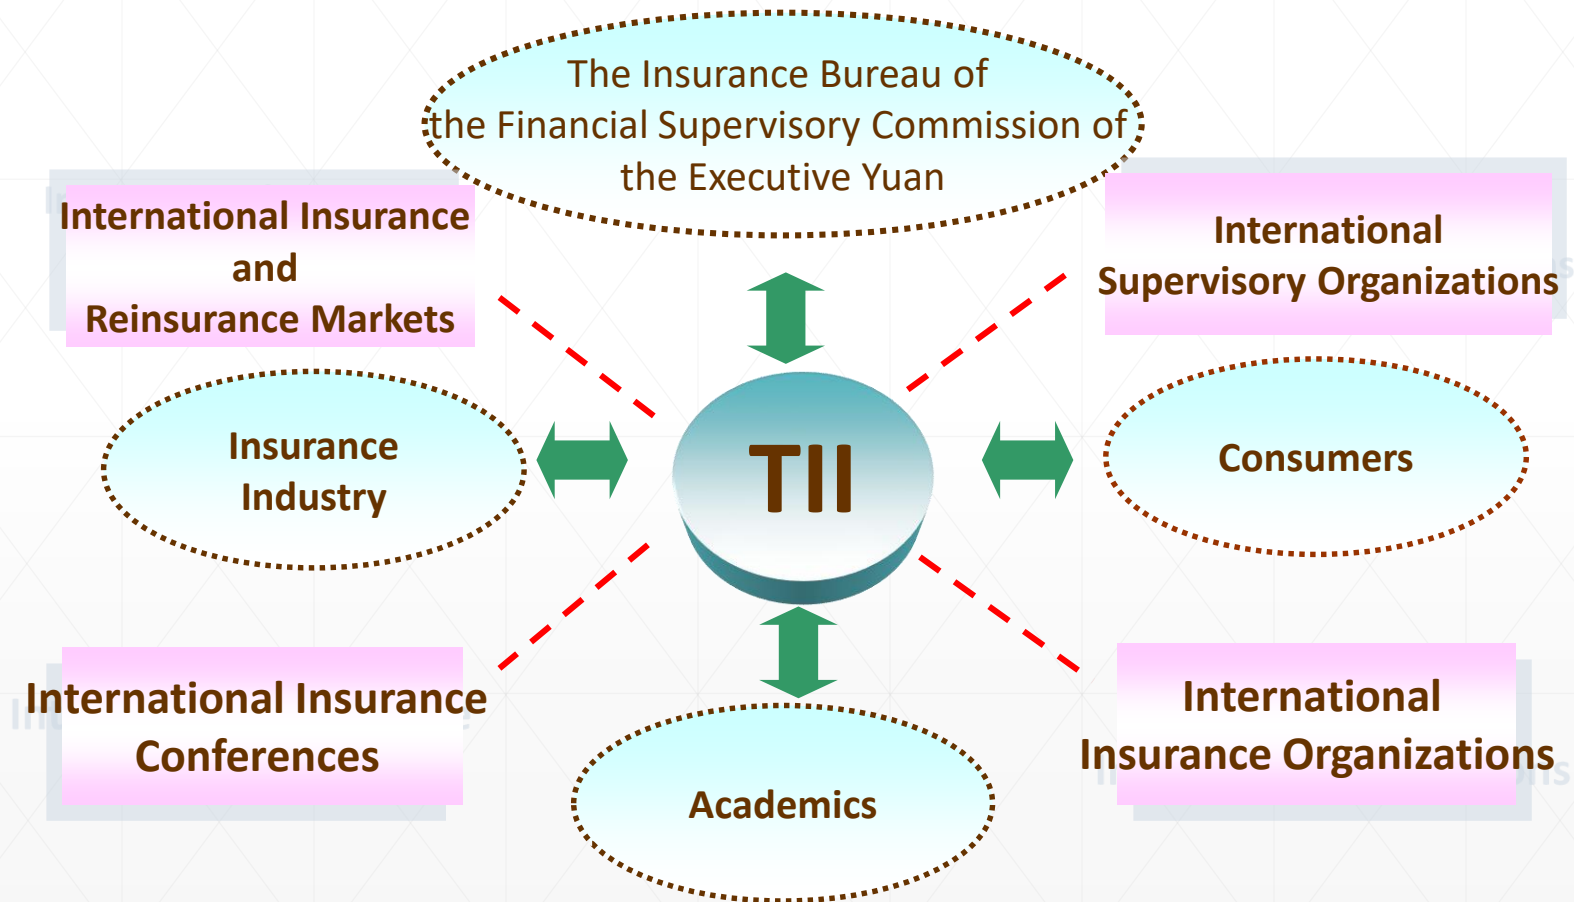 The Insurance Bureau of
the Financial Supervisory Commission of
the Executive Yuan
International Insurance
and
Reinsurance Markets
International
Supervisory Organizations
Insurance
Industry
TII
Consumers
International Insurance
Conferences
Academics
International
Insurance Organizations